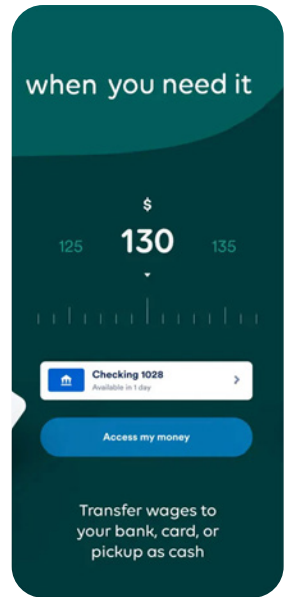 when you need it
$
125 130 135
Checking 1028
Available in 1 day
Access my money
Transfer wages to
your bank, card, or
pickup as cash